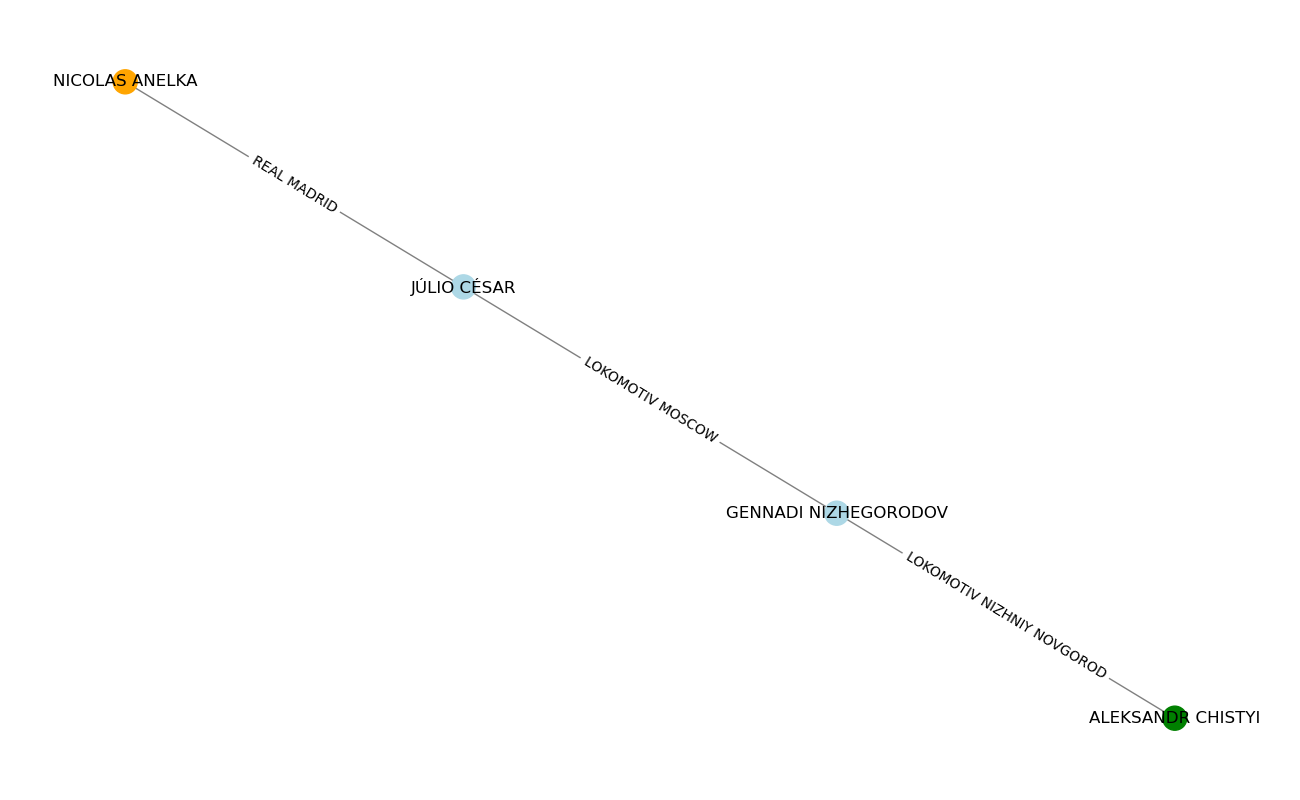 NICOLAS ANELKA
REAL MADRID
JÚLIO CÉSAR
LOKOMOTIV MOSCOW
GENNADI NIZHEGORODOV
LOKOMOTIV NIZHNIY NOVGOROD
ALEKSANDR CHISTYI